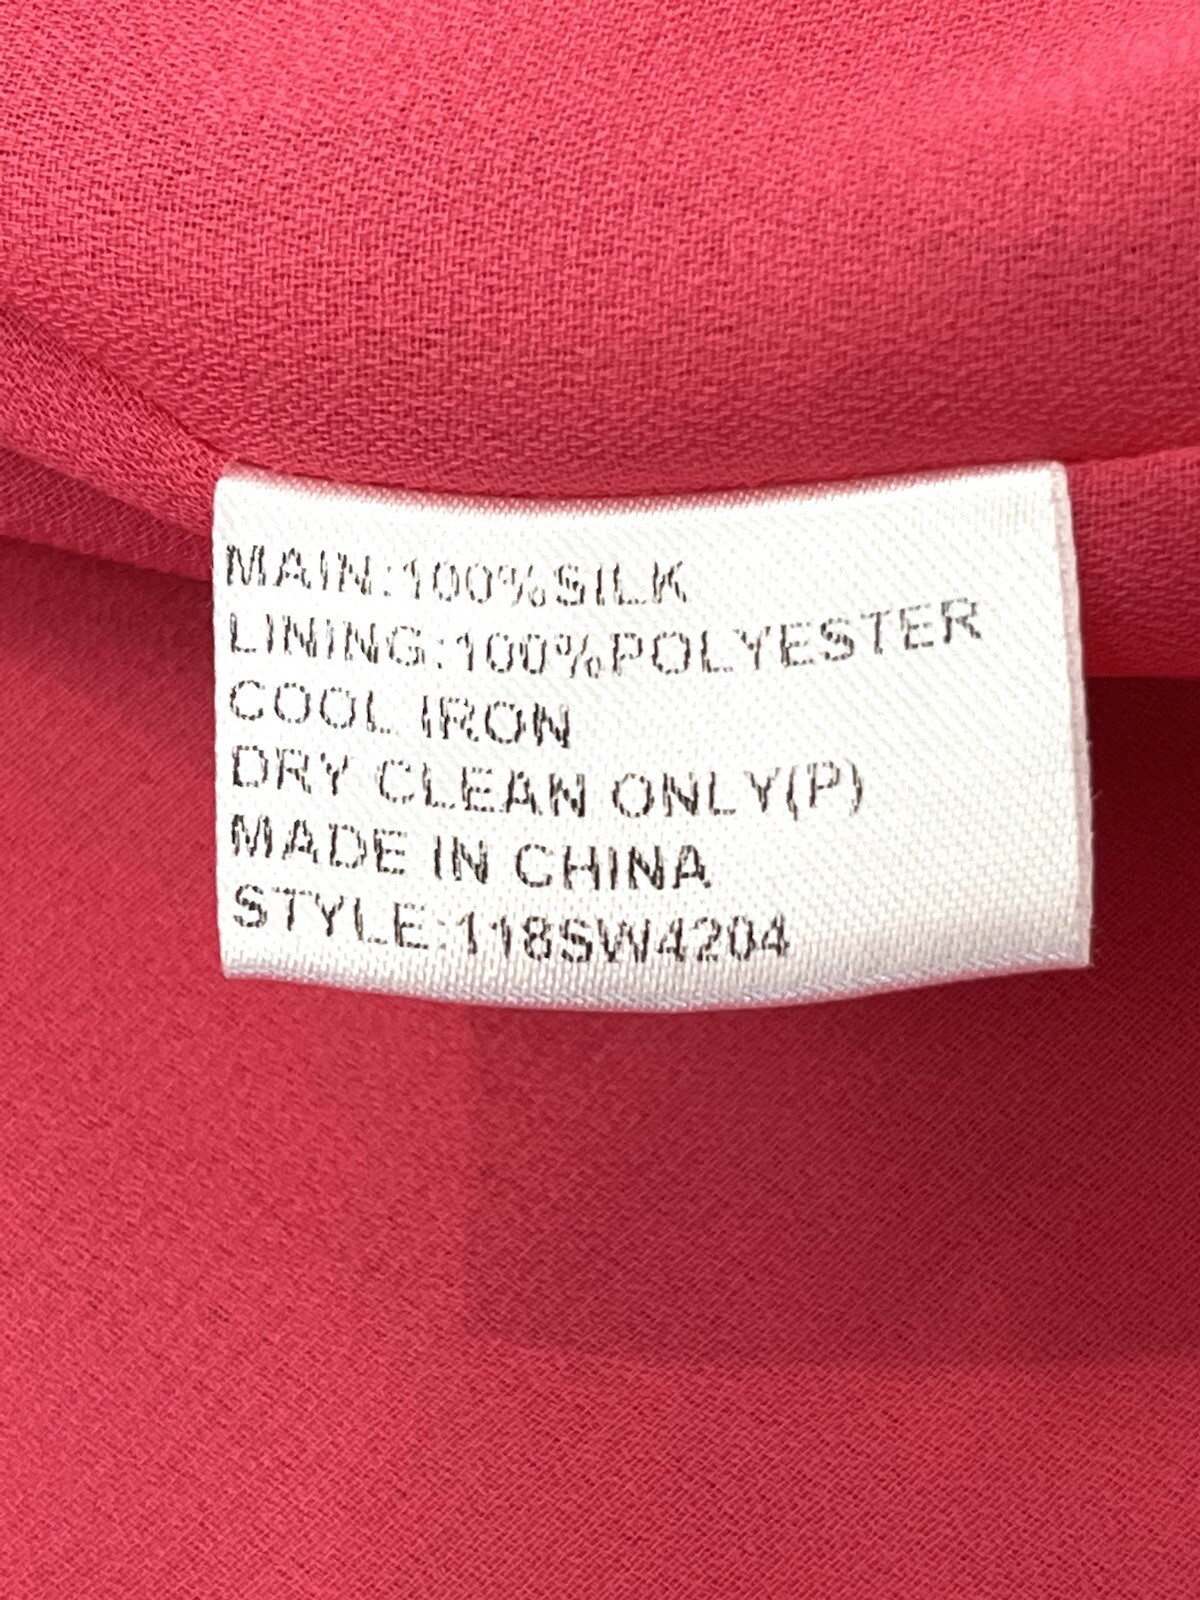 MAIN:100%SILK
LINING:100%POLYESTER
COOL IRON
DRY CLEAN ONLY(P)
MADE IN CHINA
STYLE:118SW4204